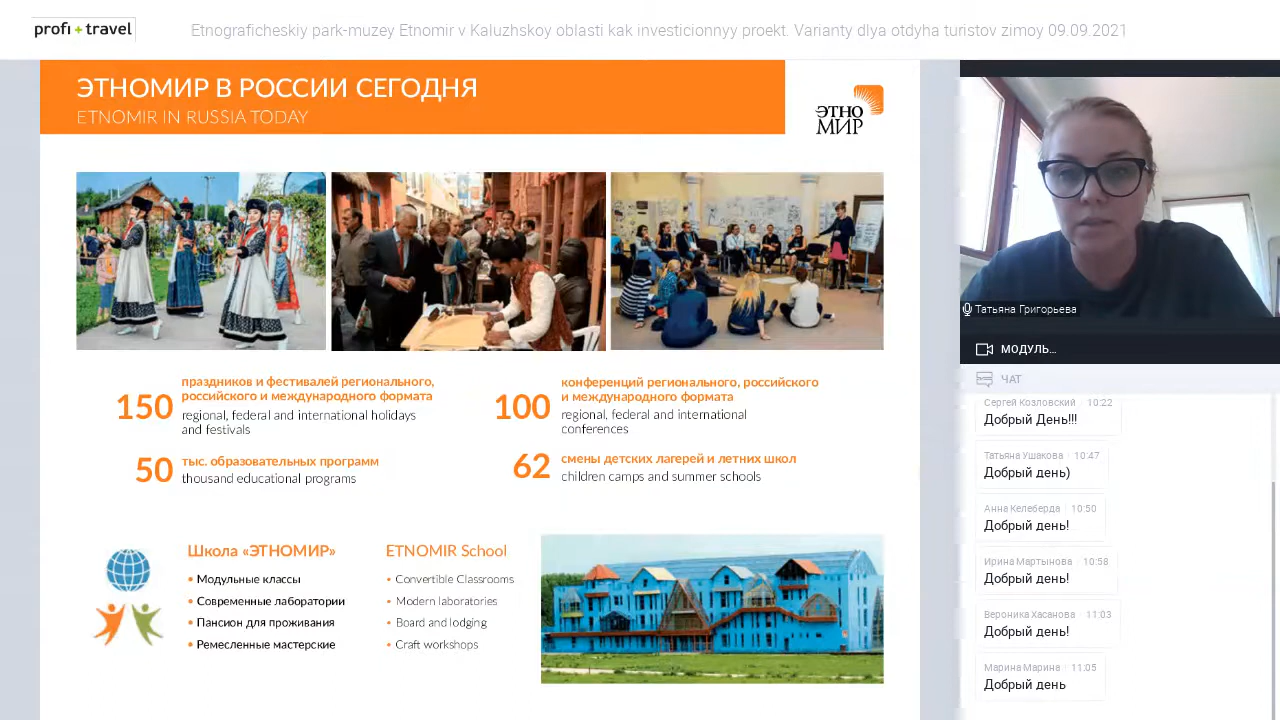 profi + travel
Etnograficheskiy park-muzey Etnomir v Kaluzhskoy oblasti kak investicionnyy proekt. Varianty dlya otdyha turistov zimoy 09.09.2021
ЭТНОМИР В РОССИИ СЕГОДНЯ
ETNOMIR IN RUSSIA TODAY
ЭТНО
МИР
150
праздников и фестивалей регионального,
российского и международного формата
regional, federal and international holidays
and festivals
50
тыс. образовательных программ
thousand educational programs
100
конференций регионального, российского
и международного формата
regional, federal and international
conferences
62
смены детских лагерей и летних школ
children camps and summer schools
Школа «ЭТНОМИР»
• Модульные классы
• Современные лаборатории
• Пансион для проживания
• Ремесленные мастерские
ETNOMIR School
• Convertible Classrooms
• Modern laboratories
• Board and lodging
• Craft workshops
Татьяна Григорьева
МОДУЛЬ...
ЧАТ
Сергей Козловский 10:22
Добрый День!!!
Татьяна Ушакова 10:47
Добрый день)
Анна Келеберда 10:50
Добрый день!
Ирина Мартынова 10:58
Добрый день!
Вероника Хасанова 11:03
Добрый день!
Марина Марина 11:05
Добрый день